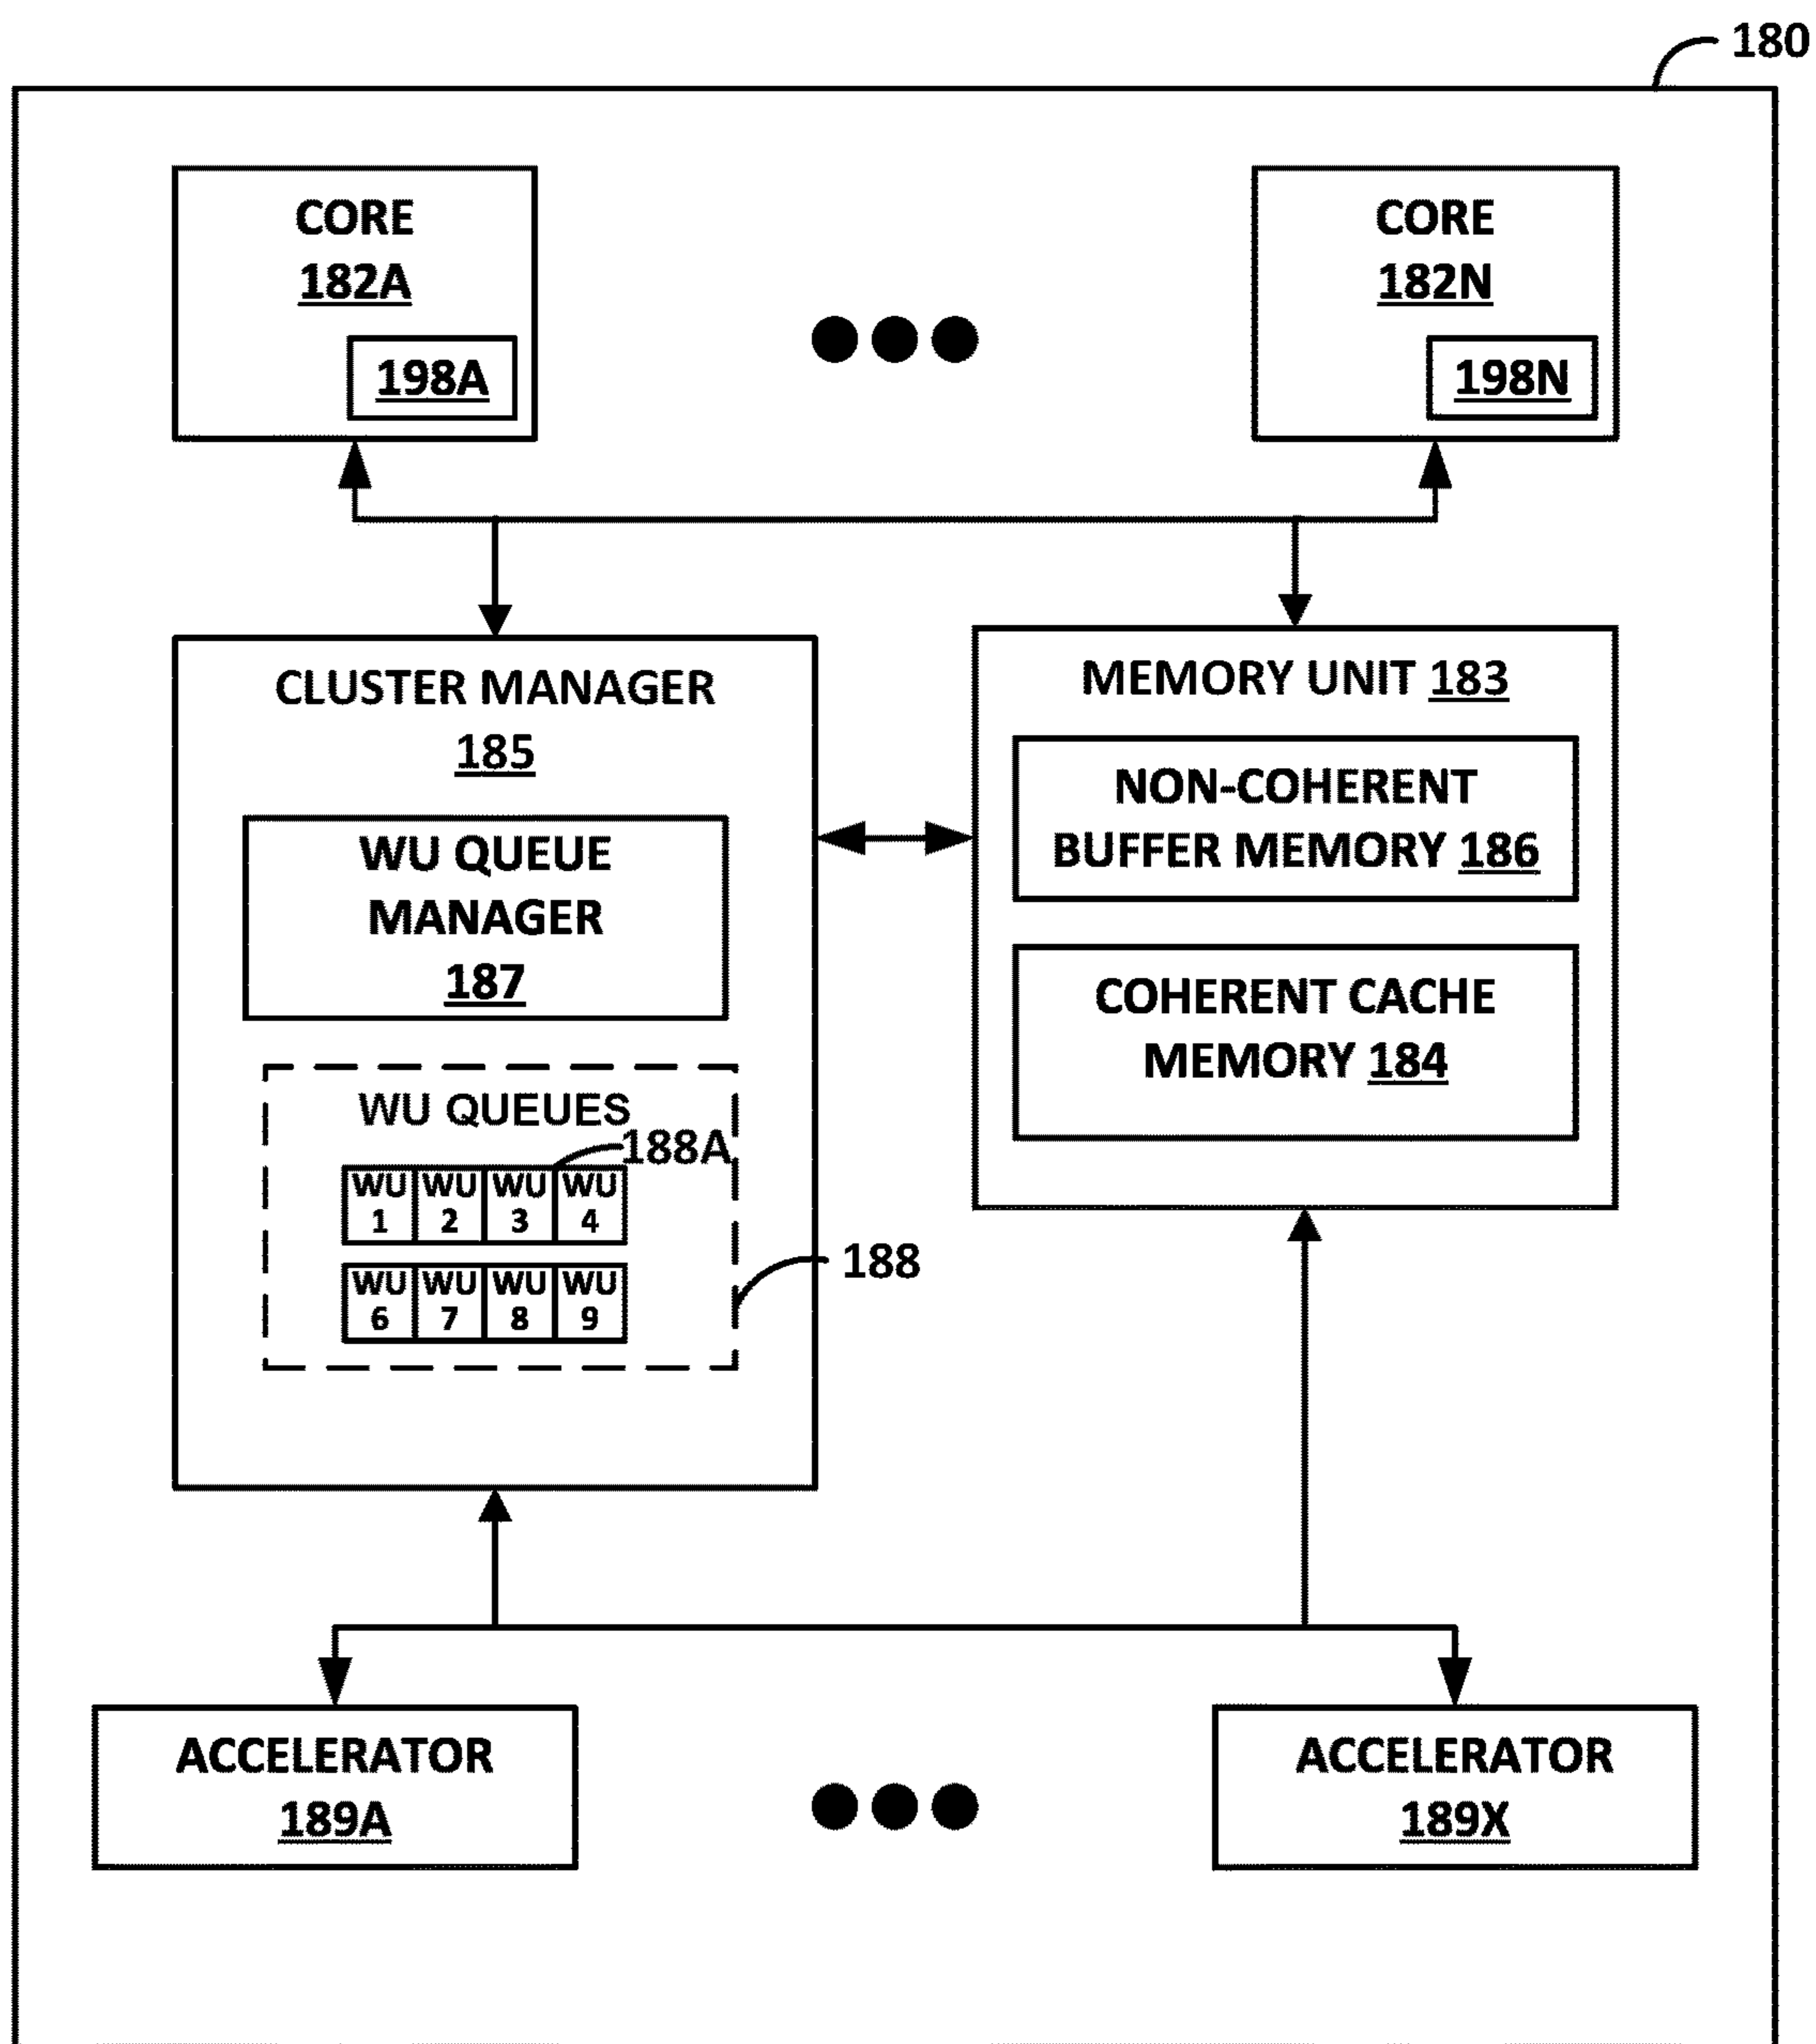 180
CORE
182A
198A
CORE
182N
198N
CLUSTER MANAGER
185
WU QUEUE
MANAGER
187
WU QUEUES
188A
WU WU WU WU
1 2 3 4
WU WU WU WU
6 7 8 9
188
MEMORY UNIT 183
NON-COHERENT
BUFFER MEMORY 186
COHERENT CACHE
MEMORY 184
ACCELERATOR
189A
ACCELERATOR
189X